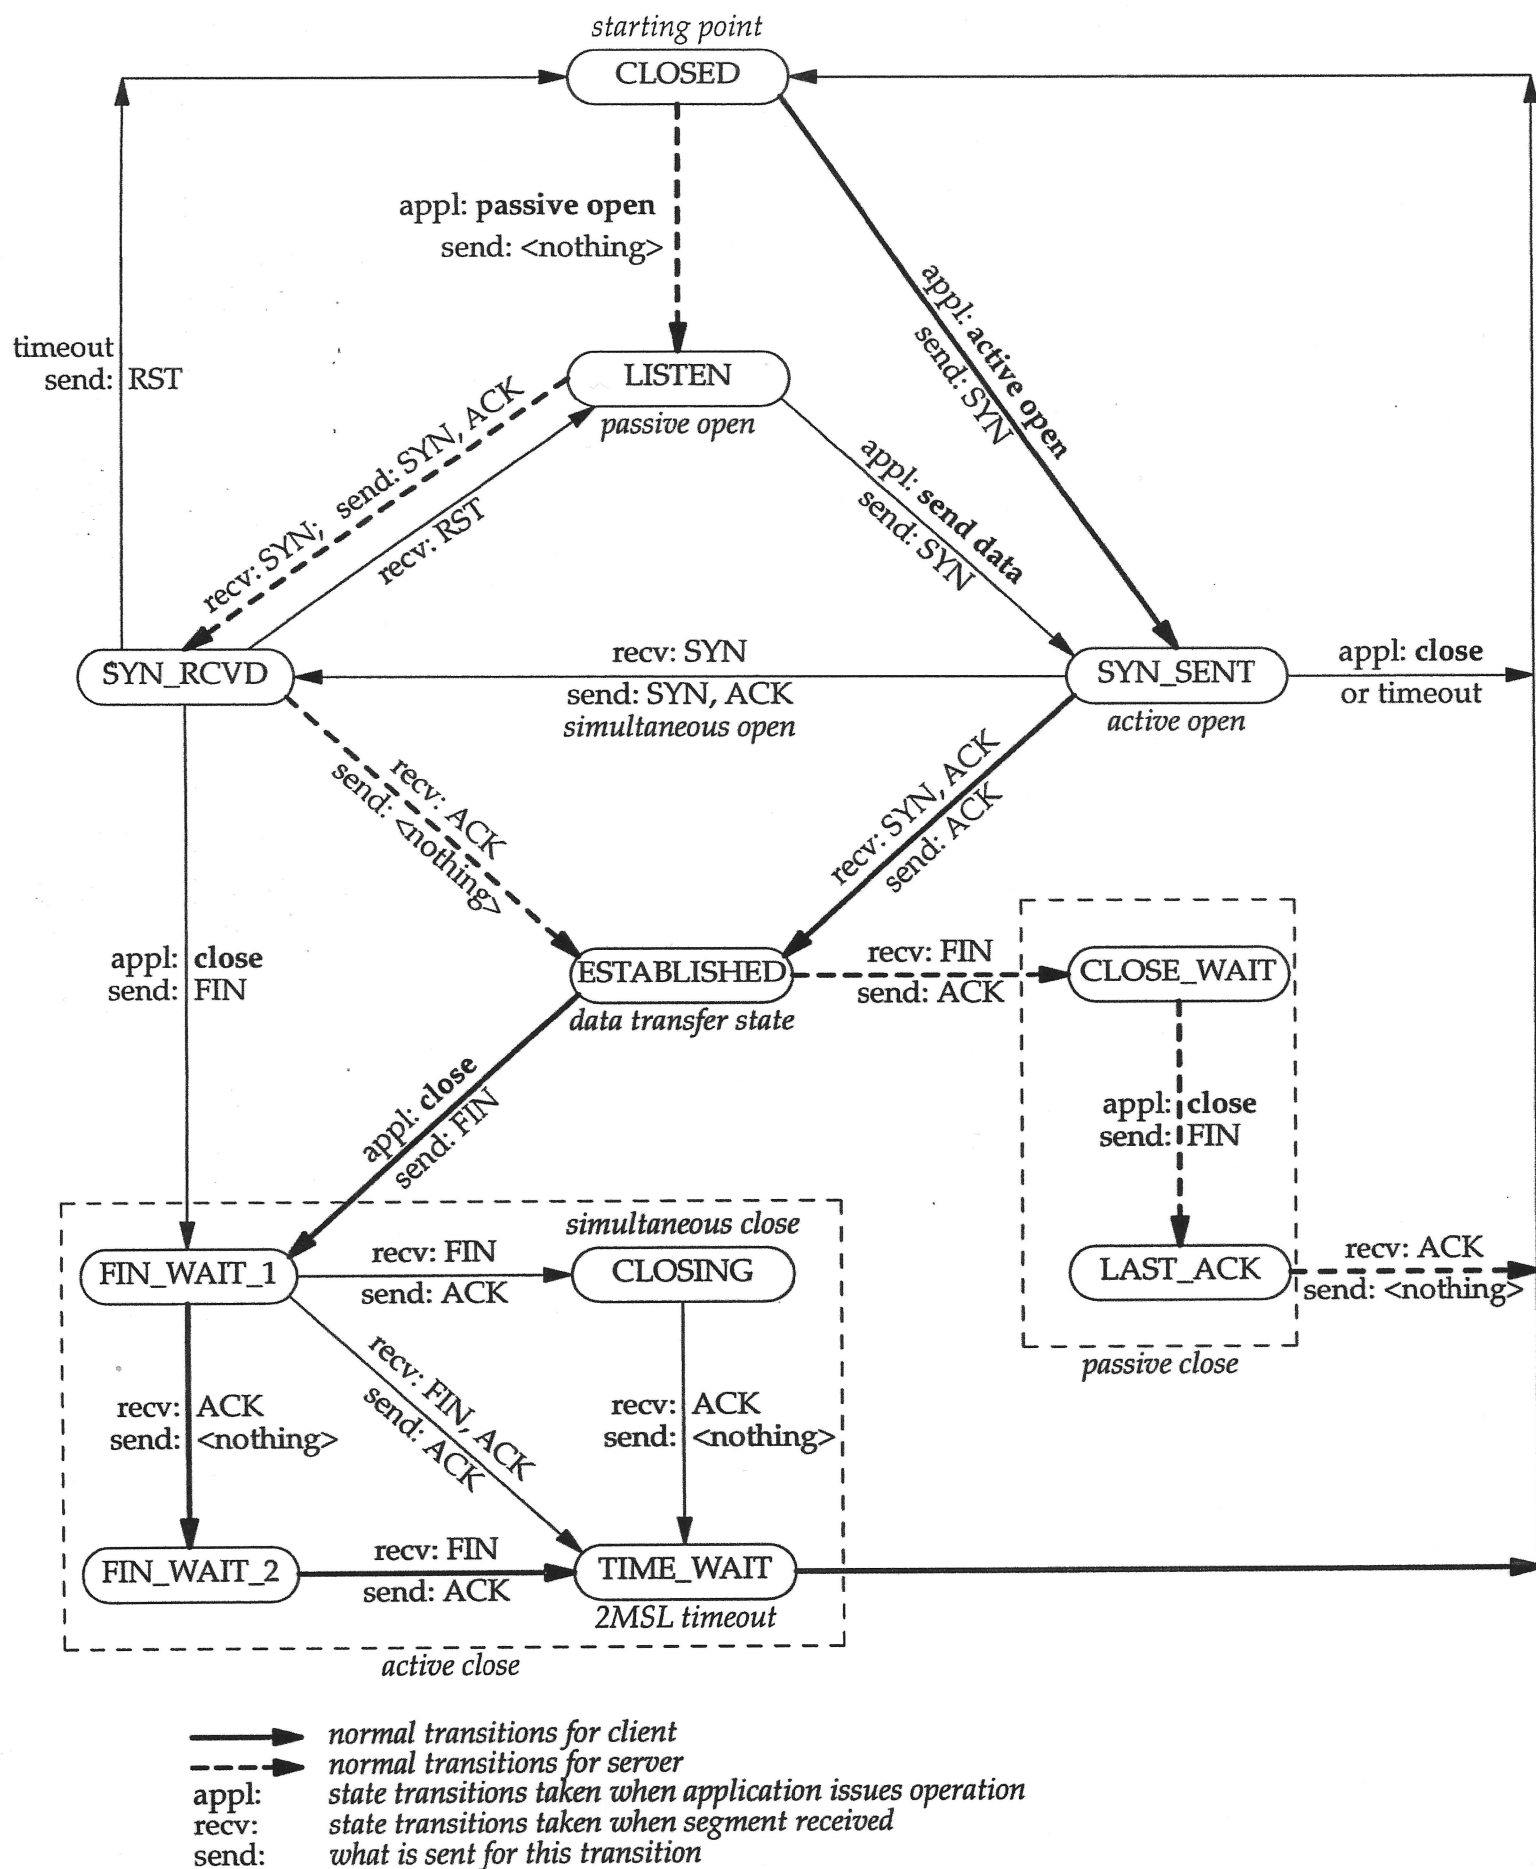 starting point
CLOSED
appl: passive open
send: <nothing>
appl: active open
send: SYN
timeout
send: RST
LISTEN
passive open
recv: SYN; send: SYN, ACK
recv: RST
appl: send data
send: SYN
SYN_RCVD
recv: SYN
send: SYN, ACK
simultaneous open
SYN_SENT
active open
appl: close
or timeout
recv: ACK
send: <nothing>
recv: SYN, ACK
send: ACK
appl: close
send: FIN
ESTABLISHED
data transfer state
recv: FIN
send: ACK
CLOSE_WAIT
appl: close
send: FIN
appl: close
send: FIN
simultaneous close
FIN_WAIT_1
recv: FIN
send: ACK
CLOSING
LAST_ACK
recv: ACK
send: <nothing>
passive close
recv: ACK
send: <nothing>
recv: FIN, ACK
send: ACK
recv: ACK
send: <nothing>
FIN_WAIT_2
recv: FIN
send: ACK
TIME_WAIT
2MSL timeout
active close
normal transitions for client
normal transitions for server
appl: state transitions taken when application issues operation
recv: state transitions taken when segment received
send: what is sent for this transition